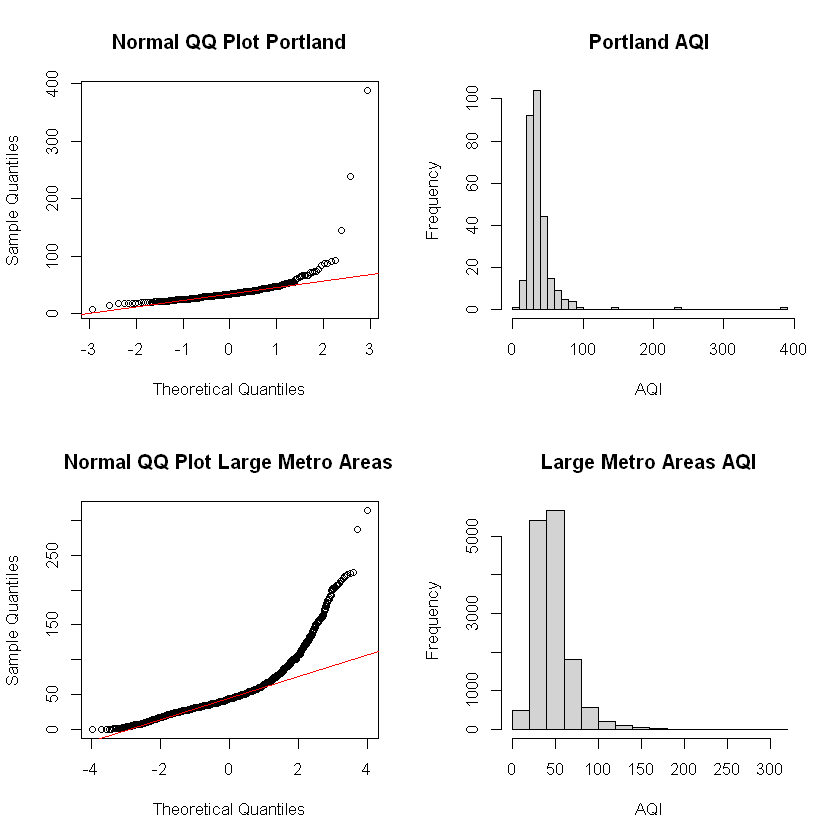 Normal QQ Plot Portland
Sample Quantiles
0 100 200 300 400
-3 -2 -1 0 1 2 3
Theoretical Quantiles
Portland AQI
Frequency
0 20 40 60 80 100
0 100 200 300 400
AQI
Normal QQ Plot Large Metro Areas
Sample Quantiles
0 50 150 250
-4 -2 0 2 4
Theoretical Quantiles
Large Metro Areas AQI
Frequency
0 1000 3000 5000
0 50 100 150 200 250 300
AQI